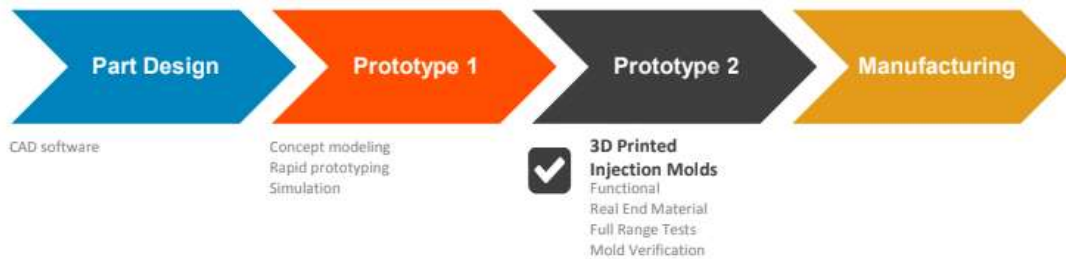 Part Design
Prototype 1
Prototype 2
Manufacturing
CAD software
Concept modeling
Rapid prototyping
Simulation
3D Printed
Injection Molds
Functional
Real End Material
Full Range Tests
Mold Verification